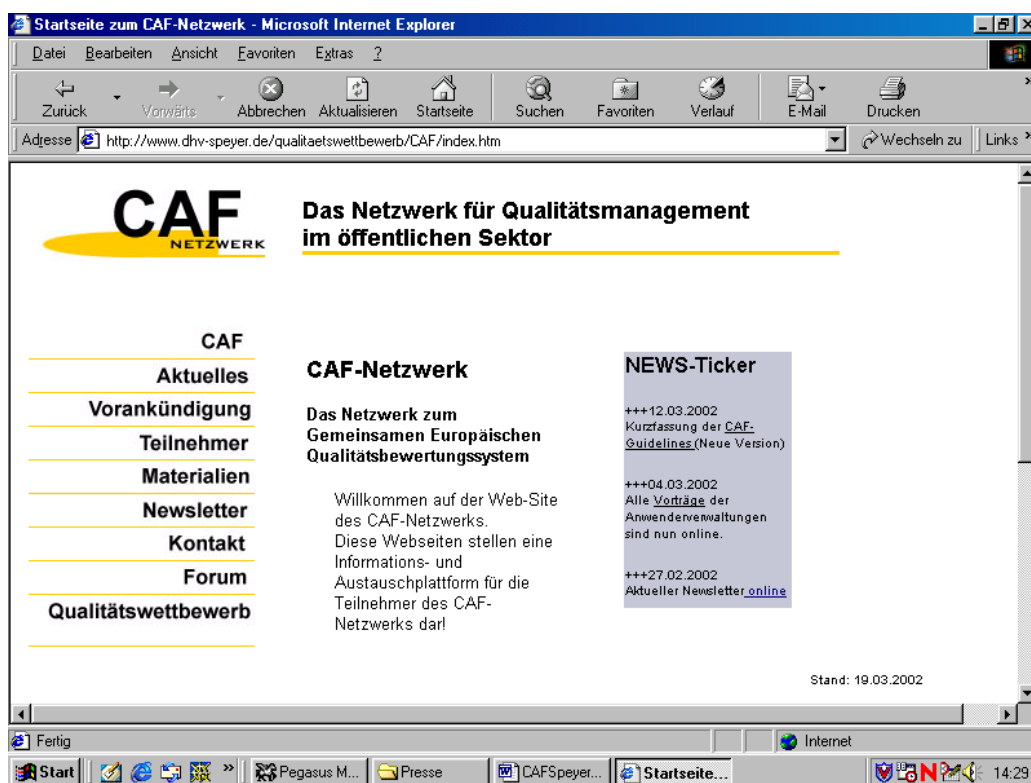 Startseite zum CAF-Netzwerk - Microsoft Internet Explorer
Datei Bearbeiten Ansicht Favoriten Extras ?
Zurück Vorwärts Abbrechen Aktualisieren Startseite Suchen Favoriten Verlauf E-Mail Drucken »
Adresse http://www.dhv-speyer.de/qualitaetswettbewerb/CAF/index.htm Wechseln zu Links »
CAF
NETZWERK
Das Netzwerk für Qualitätsmanagement
im öffentlichen Sektor
CAF
Aktuelles
Vorankündigung
Teilnehmer
Materialien
Newsletter
Kontakt
Forum
Qualitätswettbewerb
CAF-Netzwerk
Das Netzwerk zum
Gemeinsamen Europäischen
Qualitätsbewertungssystem
Willkommen auf der Web-Site
des CAF-Netzwerks.
Diese Webseiten stellen eine
Informations- und
Austauschplattform für die
Teilnehmer des CAF-
Netzwerks dar!
NEWS-Ticker
+++12.03.2002
Kurzfassung der CAF-
Guidelines (Neue Version)
+++04.03.2002
Alle Vorträge der
Anwenderverwaltungen
sind nun online.
+++27.02.2002
Aktueller Newsletter online
Stand: 19.03.2002
Fertig Internet
Start » Pegasus M... Presse CAFSpeyer... Startseite... N 14:29